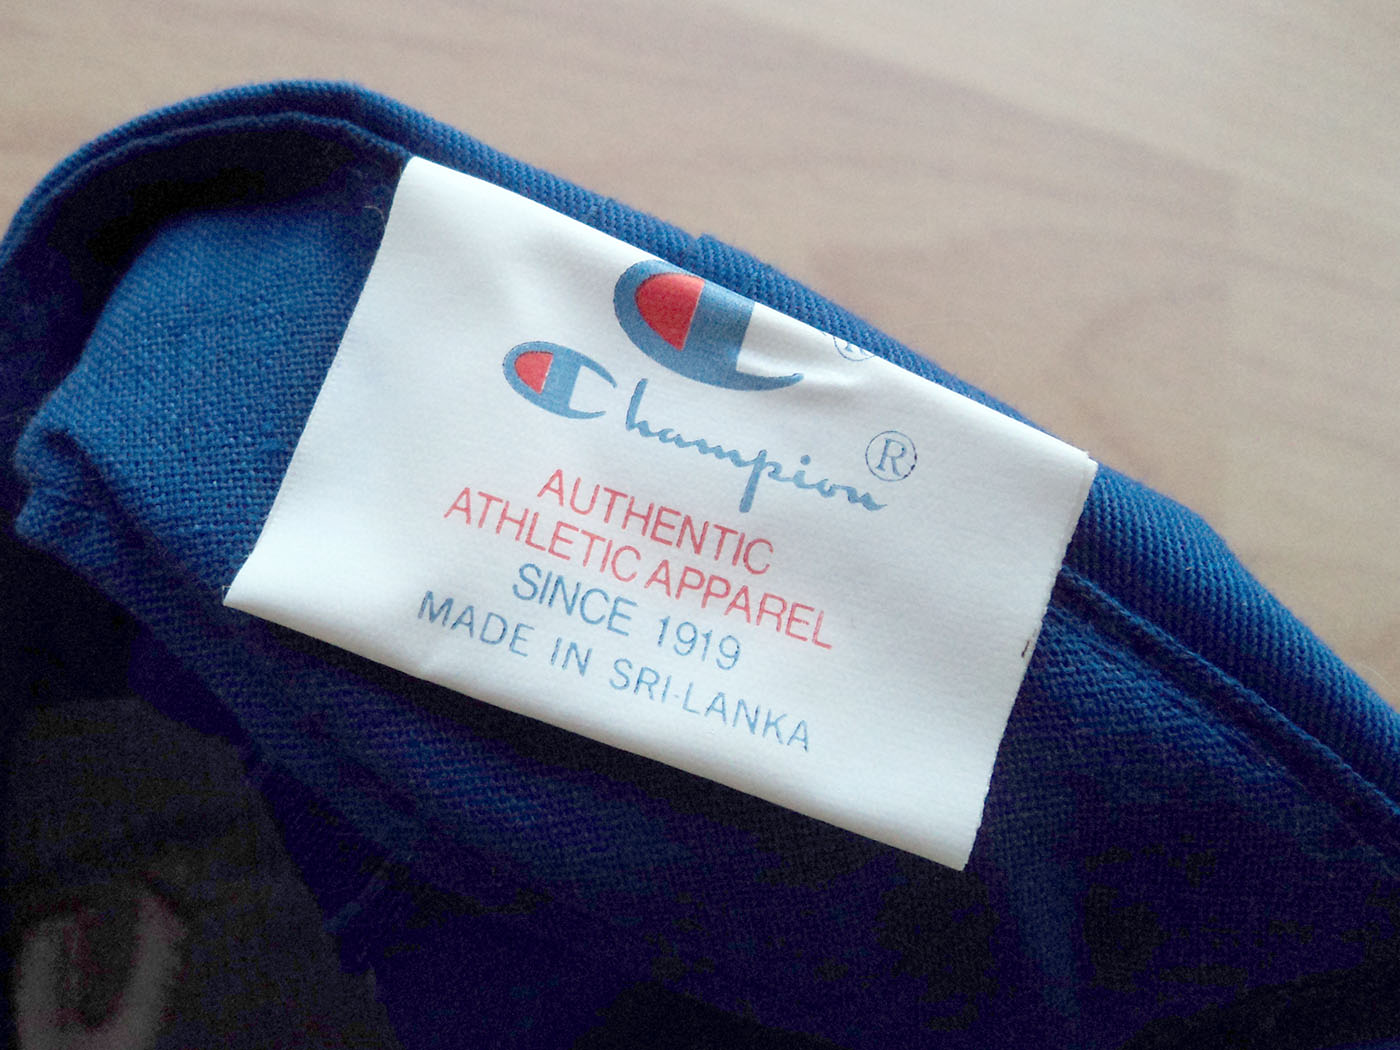 ®
Champion®
AUTHENTIC
ATHLETIC APPAREL
SINCE 1919
MADE IN SRI-LANKA